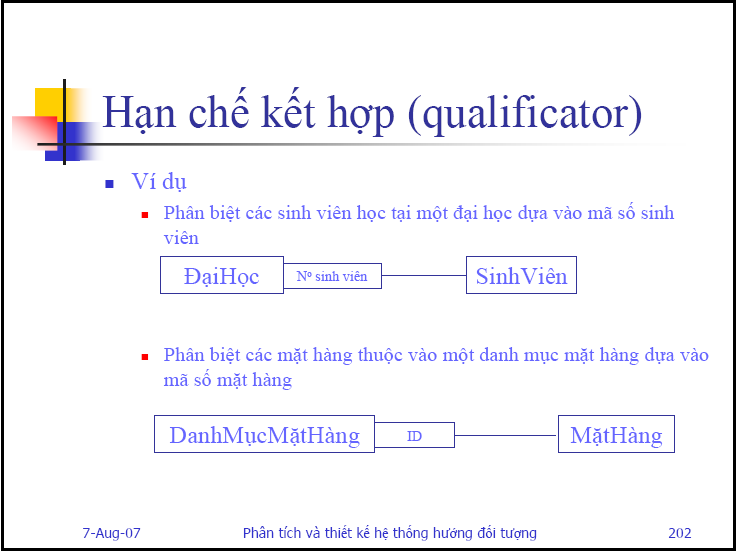 Hạn chế kết hợp (qualificator)
Ví dụ
Phân biệt các sinh viên học tại một đại học dựa vào mã số sinh
viên
ĐạiHọc Nº sinh viên SinhViên
Phân biệt các mặt hàng thuộc vào một danh mục mặt hàng dựa vào
mã số mặt hàng
DanhMụcMặtHàng ID MặtHàng
7-Aug-07 Phân tích và thiết kế hệ thống hướng đối tượng 202